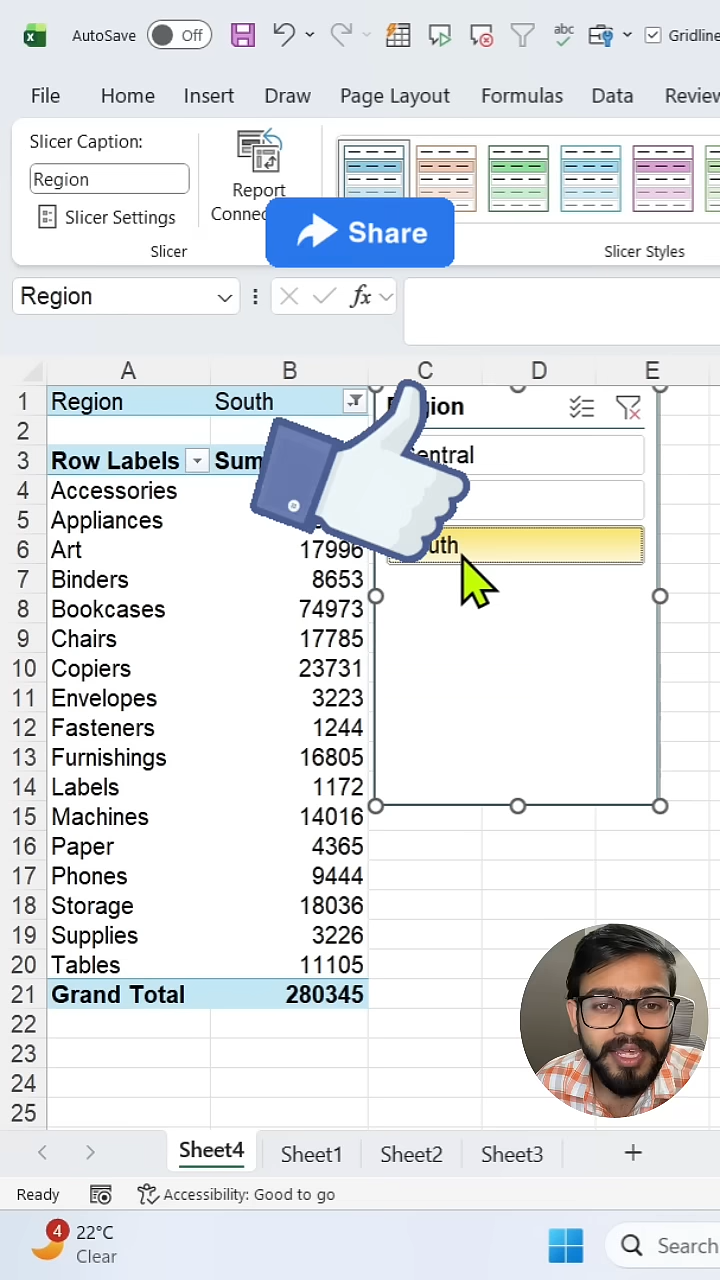 AutoSave Off abc Gridline
File Home Insert Draw Page Layout Formulas Data Review
Slicer Caption:
Region
Slicer Settings
Report
Slicer
Share
Slicer Styles
Region fx
A B C D E
1 Region South
2
3 Row Labels
4 Accessories
5 Appliances
6 Art 17996
7 Binders 8653
8 Bookcases 74973
9 Chairs 17785
10 Copiers 23731
11 Envelopes 3223
12 Fasteners 1244
13 Furnishings 16805
14 Labels 1172
15 Machines 14016
16 Paper 4365
17 Phones 9444
18 Storage 18036
19 Supplies 3226
20 Tables 11105
21 Grand Total 280345
22
23
24
25
Sheet4 Sheet1 Sheet2 Sheet3 +
Ready Accessibility: Good to go
4 22°C
Clear
Search